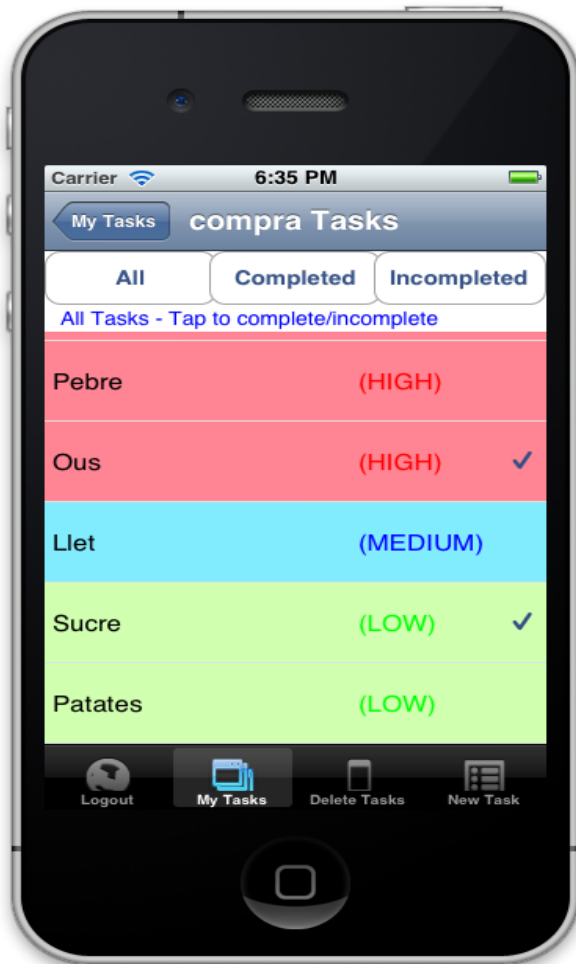 Carrier 6:35 PM
My Tasks compra Tasks
All Completed Incompleted
All Tasks - Tap to complete/incomplete
Pebre (HIGH)
Ous (HIGH)
Llet (MEDIUM)
Sucre (LOW)
Patates (LOW)
Logout My Tasks Delete Tasks New Task